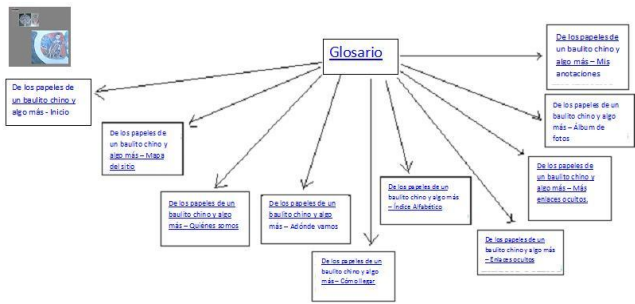 Glosario
De los papeles de
un baulito chino y
algo más – Mis
anotaciones
De los papeles de
un baulito chino y
algo más - Inicio
De los papeles de un
baulito chino y algo
más – Álbum de
fotos
De los papeles de
un baulito chino y
algo más – Mapa
del sitio
De los papeles de
un baulito chino y
algo más – Más
enlaces ocultos.
De los papeles de un
baulito chino y algo
más – Quiénes somos
De los papeles de un
baulito chino y algo
más – Adónde vamos
De los papeles de un
baulito chino y algo más
– Índice Alfabético.
De los papeles de un
baulito chino y algo más
– Enlaces ocultos
De los papeles de un
baulito chino y algo
más – Cómo llegar